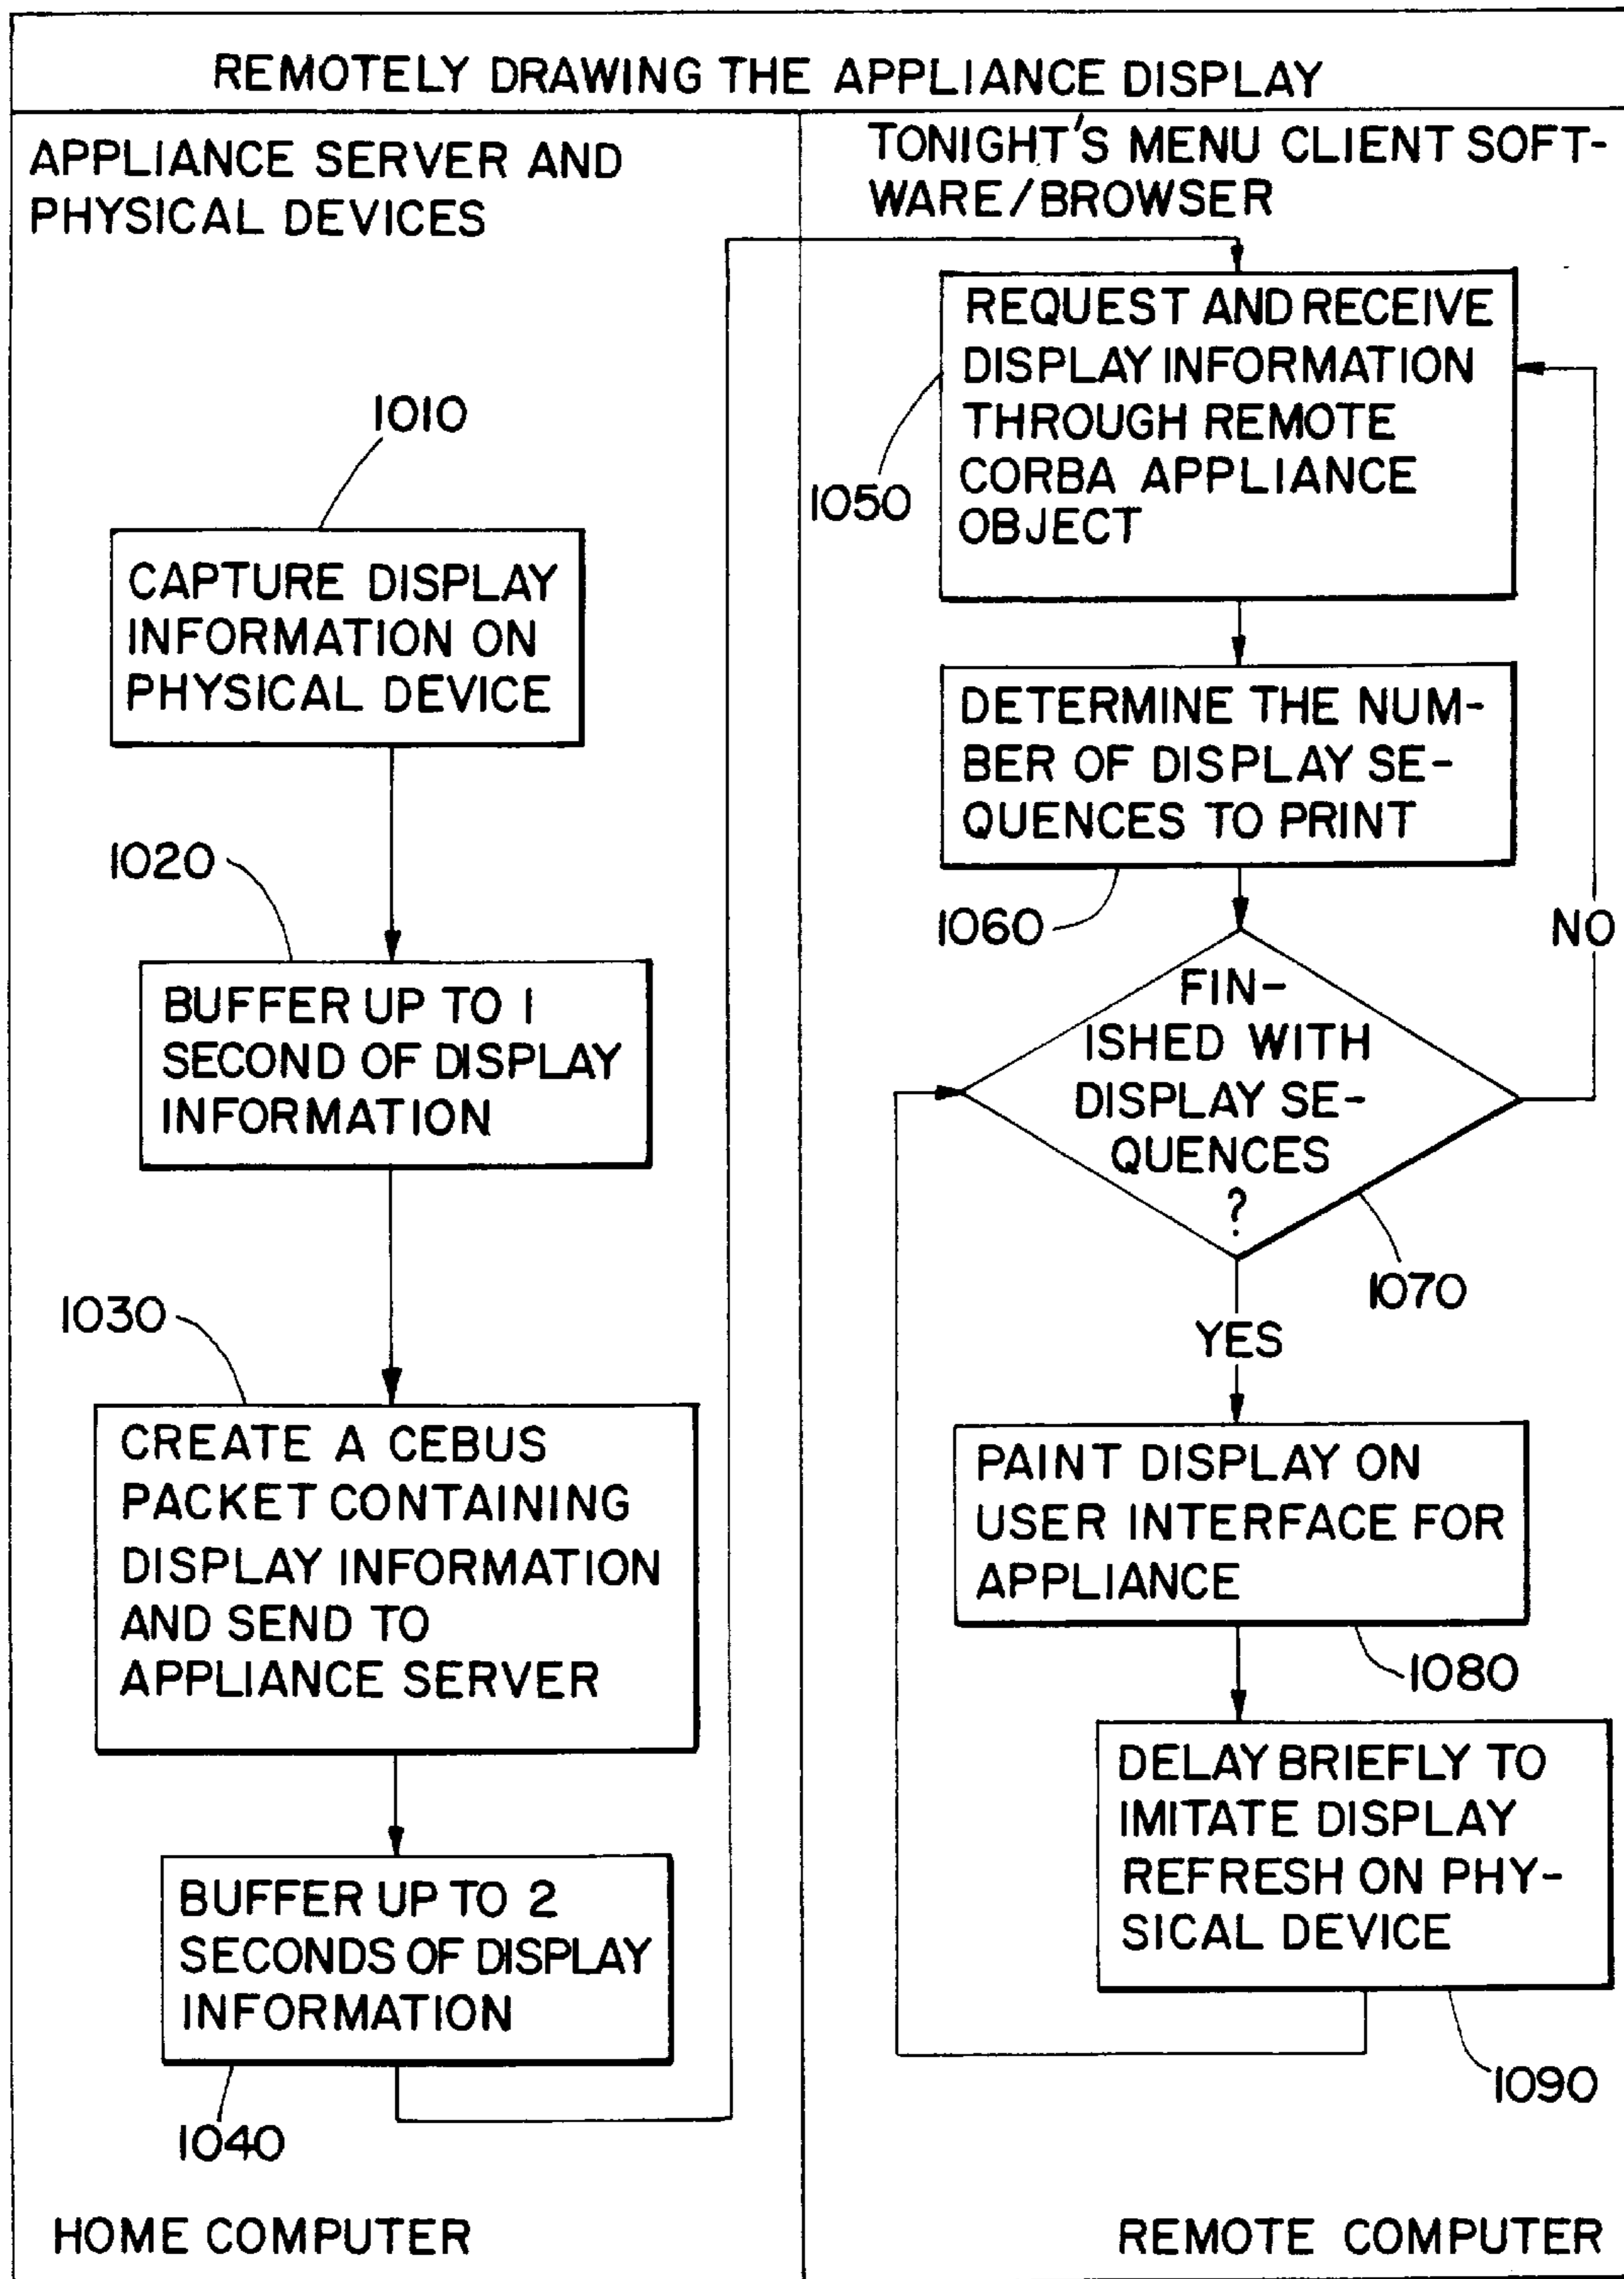 REMOTELY DRAWING THE APPLIANCE DISPLAY
APPLIANCE SERVER AND
PHYSICAL DEVICES
1010
CAPTURE DISPLAY
INFORMATION ON
PHYSICAL DEVICE
1020
BUFFER UP TO 1
SECOND OF DISPLAY
INFORMATION
1030
CREATE A CEBUS
PACKET CONTAINING
DISPLAY INFORMATION
AND SEND TO
APPLIANCE SERVER
BUFFER UP TO 2
SECONDS OF DISPLAY
INFORMATION
1040
HOME COMPUTER
TONIGHT'S MENU CLIENT SOFT-
WARE/BROWSER
REQUEST AND RECEIVE
DISPLAY INFORMATION
THROUGH REMOTE
CORBA APPLIANCE
OBJECT
1050
DETERMINE THE NUM-
BER OF DISPLAY SE-
QUENCES TO PRINT
1060
NO
FIN-
ISHED WITH
DISPLAY SE-
QUENCES
?
1070
YES
PAINT DISPLAY ON
USER INTERFACE FOR
APPLIANCE
1080
DELAY BRIEFLY TO
IMITATE DISPLAY
REFRESH ON PHY-
SICAL DEVICE
1090
REMOTE COMPUTER